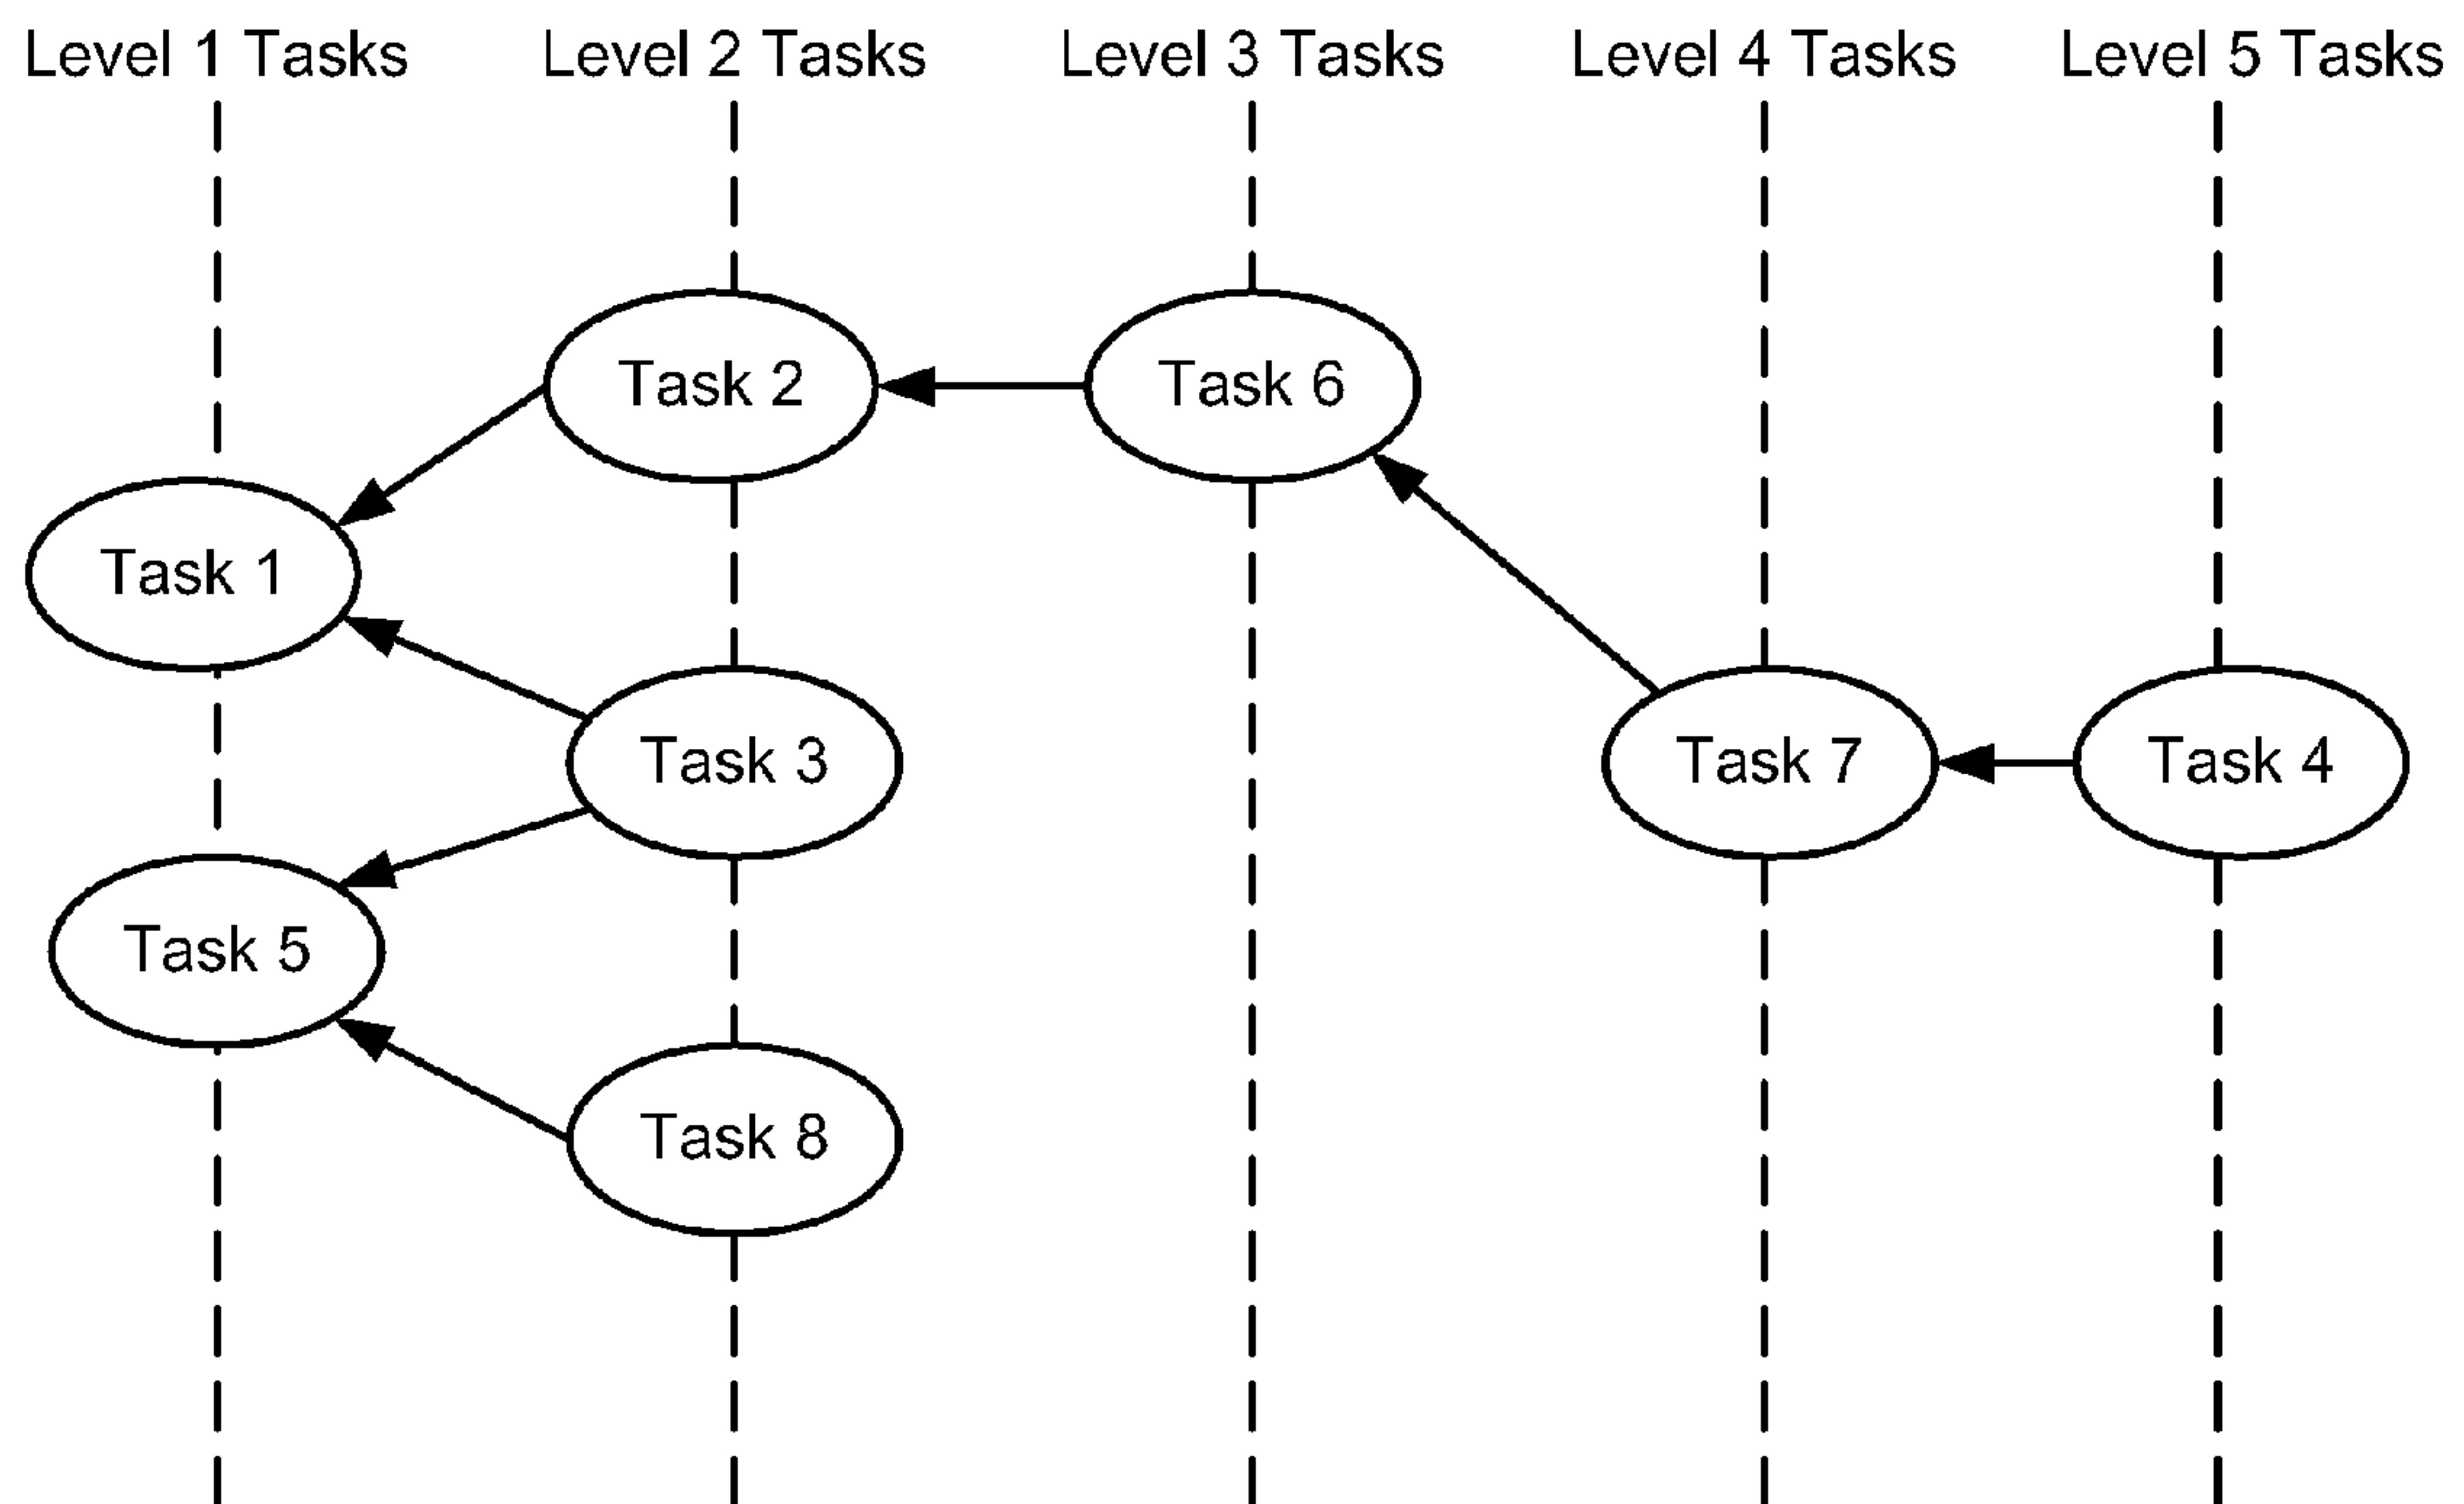 Level 1 Tasks Level 2 Tasks Level 3 Tasks Level 4 Tasks Level 5 Tasks
Task 2 Task 6
Task 1
Task 3 Task 7 Task 4
Task 5
Task 8